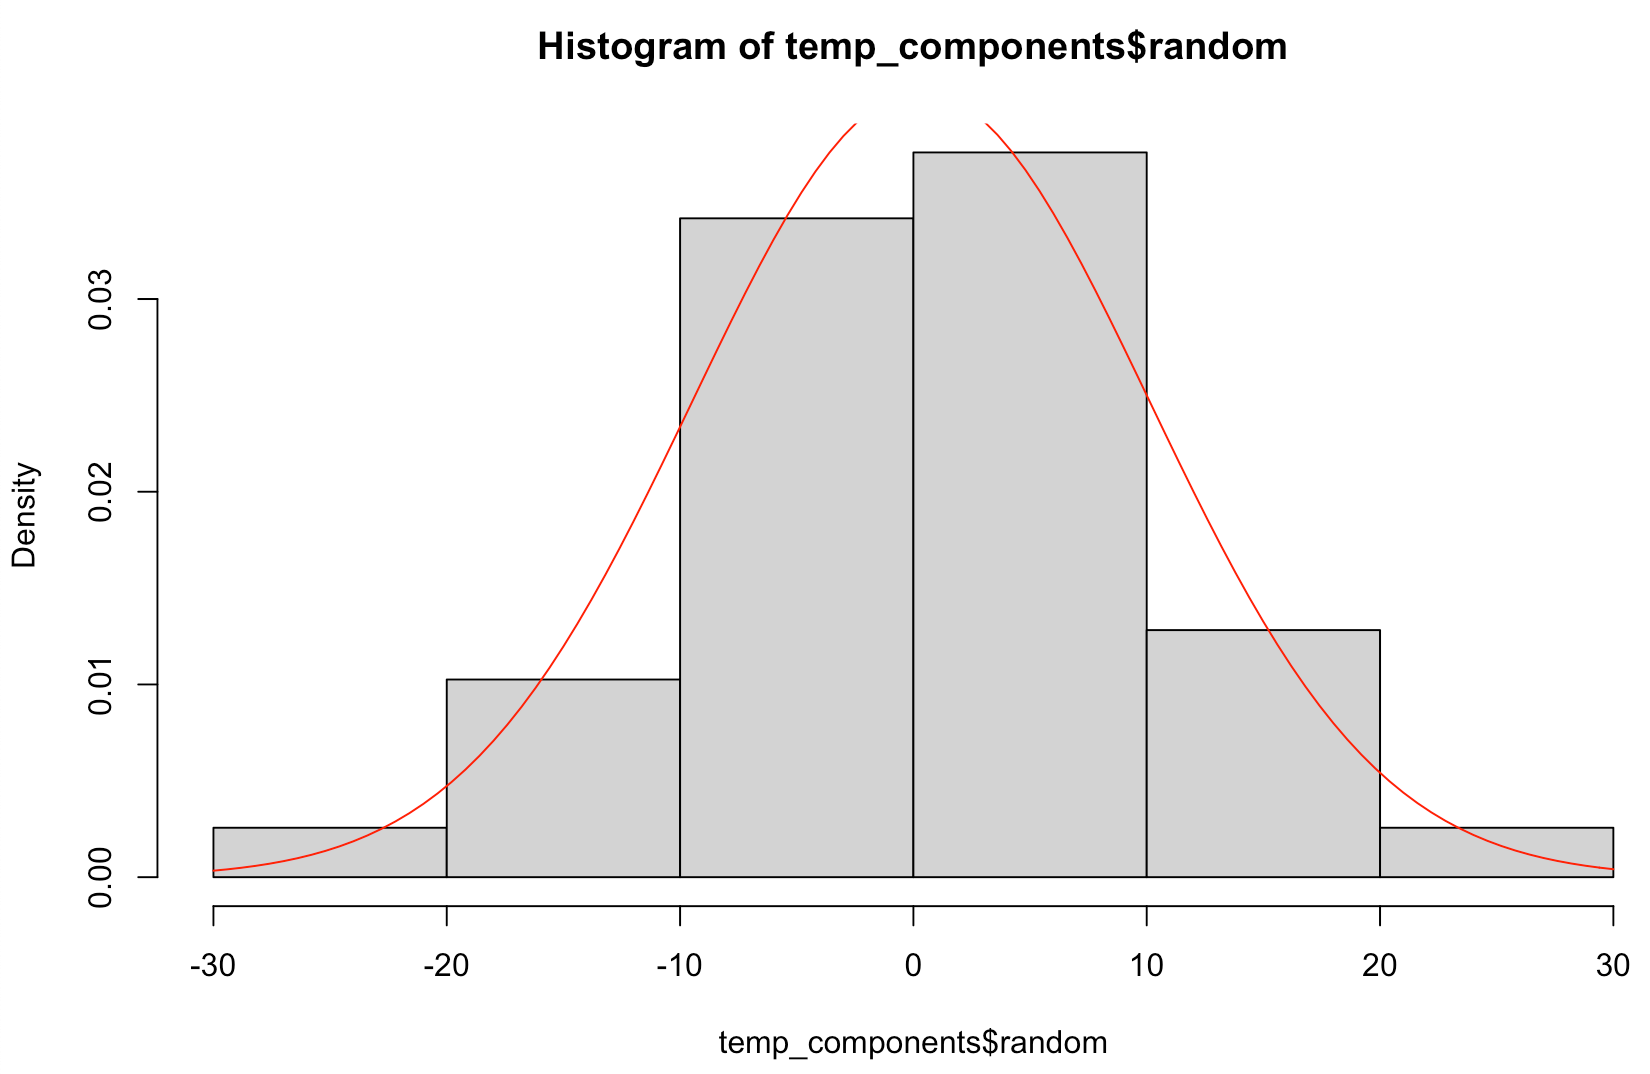 Histogram of temp_components$random
Density
0.03
0.02
0.01
0.00
-30 -20 -10 0 10 20 30
temp_components$random